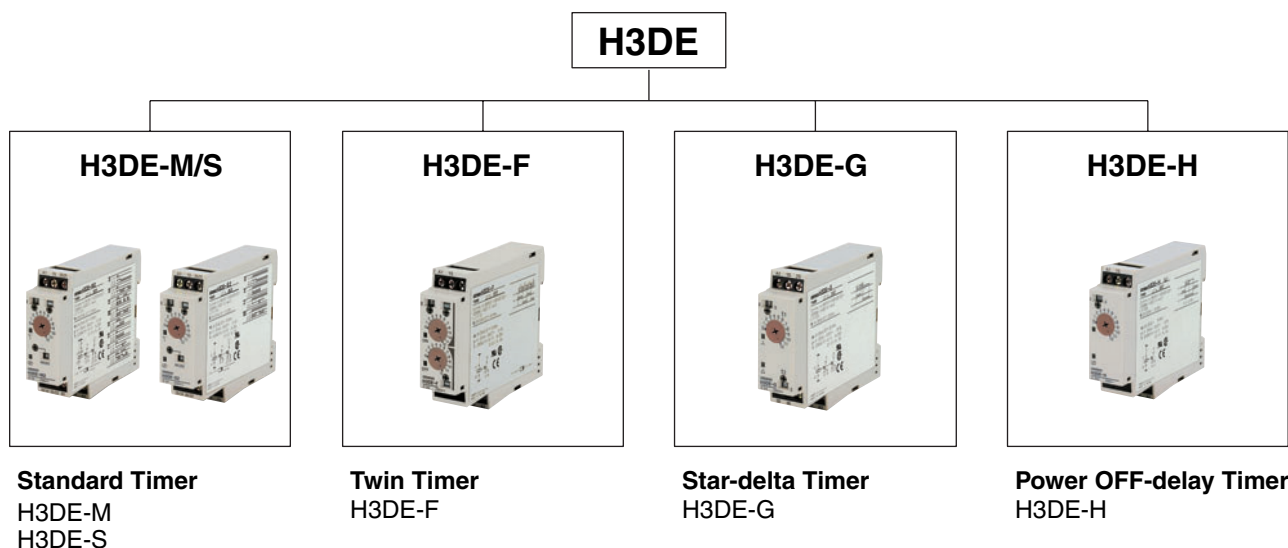 H3DE
H3DE-M/S
H3DE-F
H3DE-G
H3DE-H
Standard Timer
H3DE-M
H3DE-S
Twin Timer
H3DE-F
Star-delta Timer
H3DE-G
Power OFF-delay Timer
H3DE-H